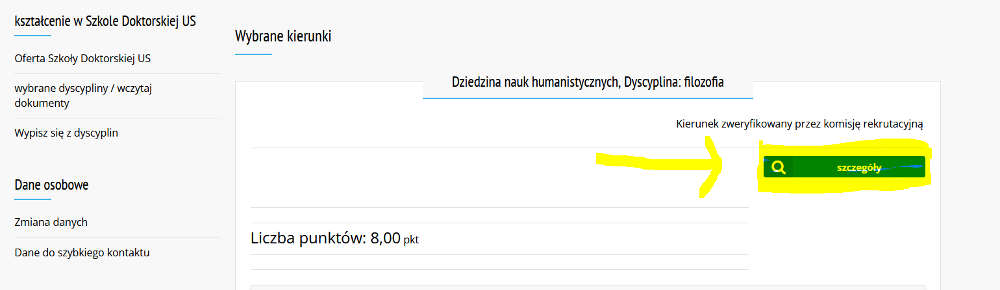 kształcenie w Szkole Doktorskiej US
Oferta Szkoły Doktorskiej US
wybrane dyscypliny / wczytaj
dokumenty
Wypisz się z dyscyplin
Dane osobowe
Zmiana danych
Dane do szybkiego kontaktu
Wybrane kierunki
Dziedzina nauk humanistycznych, Dyscyplina: filozofia
Kierunek zweryfikowany przez komisję rekrutacyjną
szczegóły
Liczba punktów: 8,00 pkt